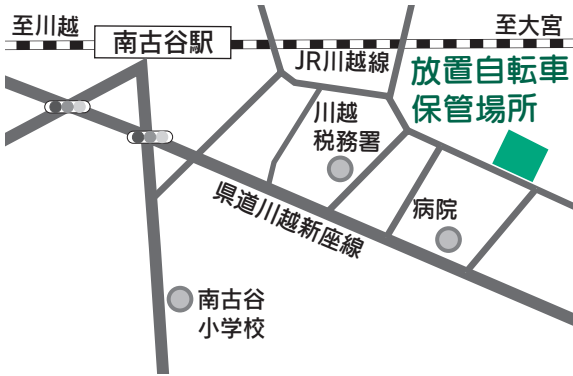 至川越
南古谷駅
至大宮
JR川越線
放置自転車
保管場所
川越
税務署
県道川越新座線
病院
南古谷
小学校